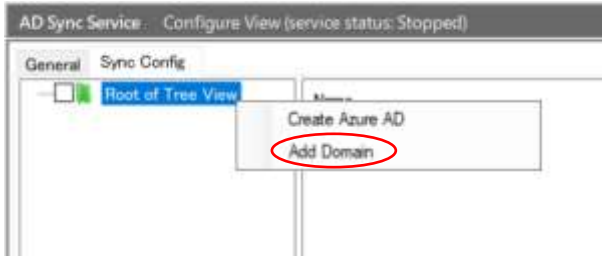 AD Sync Service Configure View (service status: Stopped)
General Sync Config
Root of Tree View
Name
Create Azure AD
Add Domain